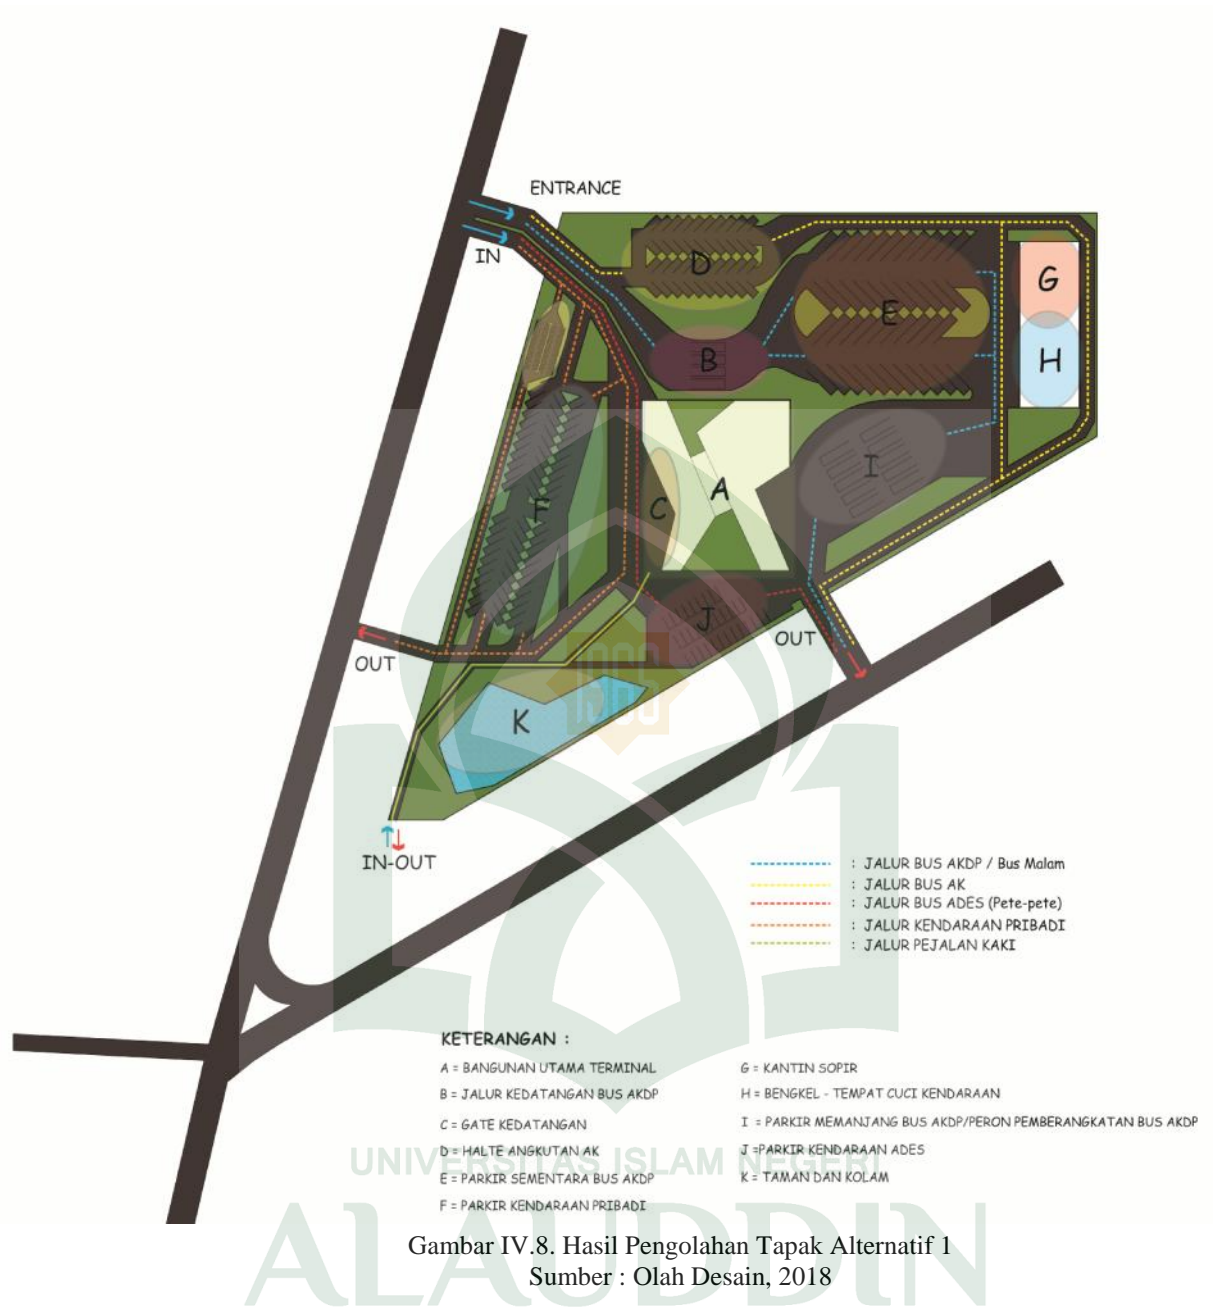 ENTRANCE
IN
D
G
E
B
H
I
A
C
F
J
OUT
OUT
1965
K
IN-OUT
: JALUR BUS AKDP / Bus Malam
: JALUR BUS AK
: JALUR BUS ADES (Pete-pete)
: JALUR KENDARAAN PRIBADI
: JALUR PEJALAN KAKI
KETERANGAN :
A = BANGUNAN UTAMA TERMINAL
B = JALUR KEDATANGAN BUS AKDP
C = GATE KEDATANGAN
D = HALTE ANGKUTAN AK
E = PARKIR SEMENTARA BUS AKDP
F = PARKIR KENDARAAN PRIBADI
G = KANTIN SOPIR
H = BENGKEL - TEMPAT CUCI KENDARAAN
I = PARKIR MEMANJANG BUS AKDP/PERON PEMBERANGKATAN BUS AKDP
J =PARKIR KENDARAAN ADES
K = TAMAN DAN KOLAM
UNIVERSITAS ISLAM NEGERI
ALAUDDIN
Gambar IV.8. Hasil Pengolahan Tapak Alternatif 1
Sumber : Olah Desain, 2018